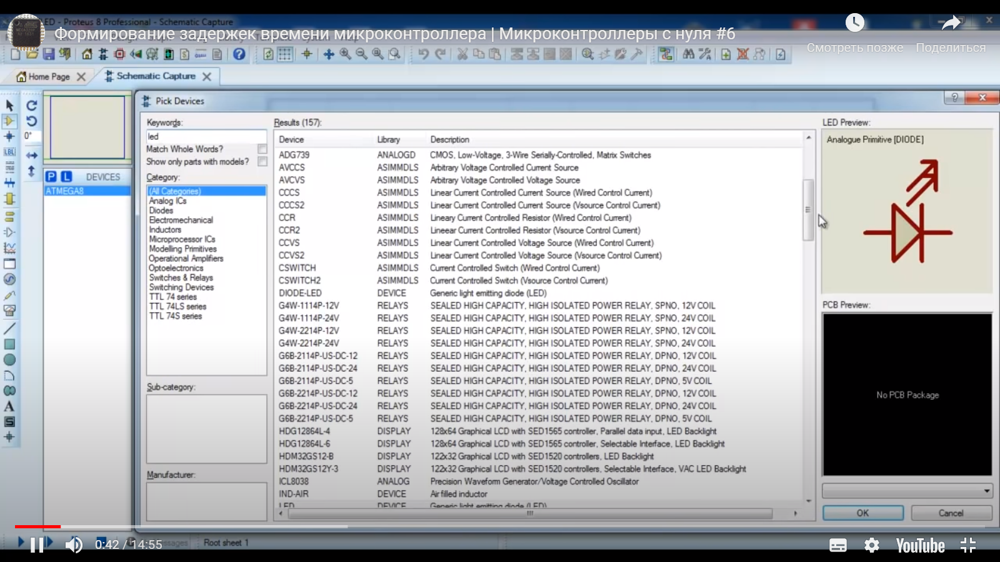 LED - Proteus 8 Professional - Schematic Capture
Формирование задержек времени микроконтроллера | Микроконтроллеры с нуля #6
Смотреть позже
Поделиться
Home Page
Schematic Capture
Pick Devices
0°
P L DEVICES
ATMEGA8
LBL
A
S
Keywords:
led
Match Whole Words?
Show only parts with models?
Category:
(All Categories)
Analog ICs
Diodes
Electromechanical
Inductors
Microprocessor ICs
Modelling Primitives
Operational Amplifiers
Optoelectronics
Switches & Relays
Switching Devices
TTL 74 series
TTL 74LS series
TTL 74S series
Sub-category:
Manufacturer:
Results (157):
Device Library Description
ADG739 ANALOGD CMOS, Low-Voltage, 3-Wire Serially-Controlled, Matrix Switches
AVCCS ASIMMDLS Arbitrary Voltage Controlled Current Source
AVCVS ASIMMDLS Arbitrary Voltage Controlled Voltage Source
CCCS ASIMMDLS Linear Current Controlled Current Source (Wired Control Current)
CCCS2 ASIMMDLS Linear Current Controlled Current Source (Vsource Control Current)
CCR ASIMMDLS Lineary Current Controlled Resistor (Wired Control Current)
CCR2 ASIMMDLS Lineear Current Controlled Resistor (Vsource Control Current)
CCVS ASIMMDLS Linear Current Controlled Voltage Source (Wired Control Current)
CCVS2 ASIMMDLS Linear Current Controlled Voltage Source (Vsource Control Current)
CSWITCH ASIMMDLS Current Controlled Switch (Wired Control Current)
CSWITCH2 ASIMMDLS Current Controlled Switch (Vsource Control Current)
DIODE-LED DEVICE Generic light emitting diode (LED)
G4W-1114P-12V RELAYS SEALED HIGH CAPACITY, HIGH ISOLATED POWER RELAY, SPNO, 12V COIL
G4W-1114P-24V RELAYS SEALED HIGH CAPACITY, HIGH ISOLATED POWER RELAY, SPNO, 24V COIL
G4W-2214P-12V RELAYS SEALED HIGH CAPACITY, HIGH ISOLATED POWER RELAY, SPNO, 12V COIL
G4W-2214P-24V RELAYS SEALED HIGH CAPACITY, HIGH ISOLATED POWER RELAY, SPNO, 24V COIL
G6B-2114P-US-DC-12 RELAYS SEALED HIGH CAPACITY, HIGH ISOLATED POWER RELAY, DPNO, 12V COIL
G6B-2114P-US-DC-24 RELAYS SEALED HIGH CAPACITY, HIGH ISOLATED POWER RELAY, DPNO, 24V COIL
G6B-2114P-US-DC-5 RELAYS SEALED HIGH CAPACITY, HIGH ISOLATED POWER RELAY, DPNO, 5V COIL
G6B-2214P-US-DC-12 RELAYS SEALED HIGH CAPACITY, HIGH ISOLATED POWER RELAY, DPNO, 12V COIL
G6B-2214P-US-DC-24 RELAYS SEALED HIGH CAPACITY, HIGH ISOLATED POWER RELAY, DPNO, 24V COIL
G6B-2214P-US-DC-5 RELAYS SEALED HIGH CAPACITY, HIGH ISOLATED POWER RELAY, DPNO, 5V COIL
HDG12864L-4 DISPLAY 128x64 Graphical LCD with SED1565 controller, Parallel data input, LED Backlight
HDG12864L-6 DISPLAY 128x64 Graphical LCD with SED1565 controller, Selectable Interface, LED Backlight
HDM32GS12-B DISPLAY 122x32 Graphical LCD with SED1520 controllers, LED Backlight
HDM32GS12Y-3 DISPLAY 122x32 Graphical LCD with SED1520 controllers, Selectable Interface, VAC LED Backlight
ICL8038 ANALOG Precision Waveform Generator/Voltage Controlled Oscillator
IND-AIR DEVICE Air filled inductor
LED DEVICE Generic light emitting diode (LED)
LED Preview:
Analogue Primitive [DIODE]
PCB Preview:
No PCB Package
OK
Cancel
0:42 / 14:55
Root sheet 1
YouTube